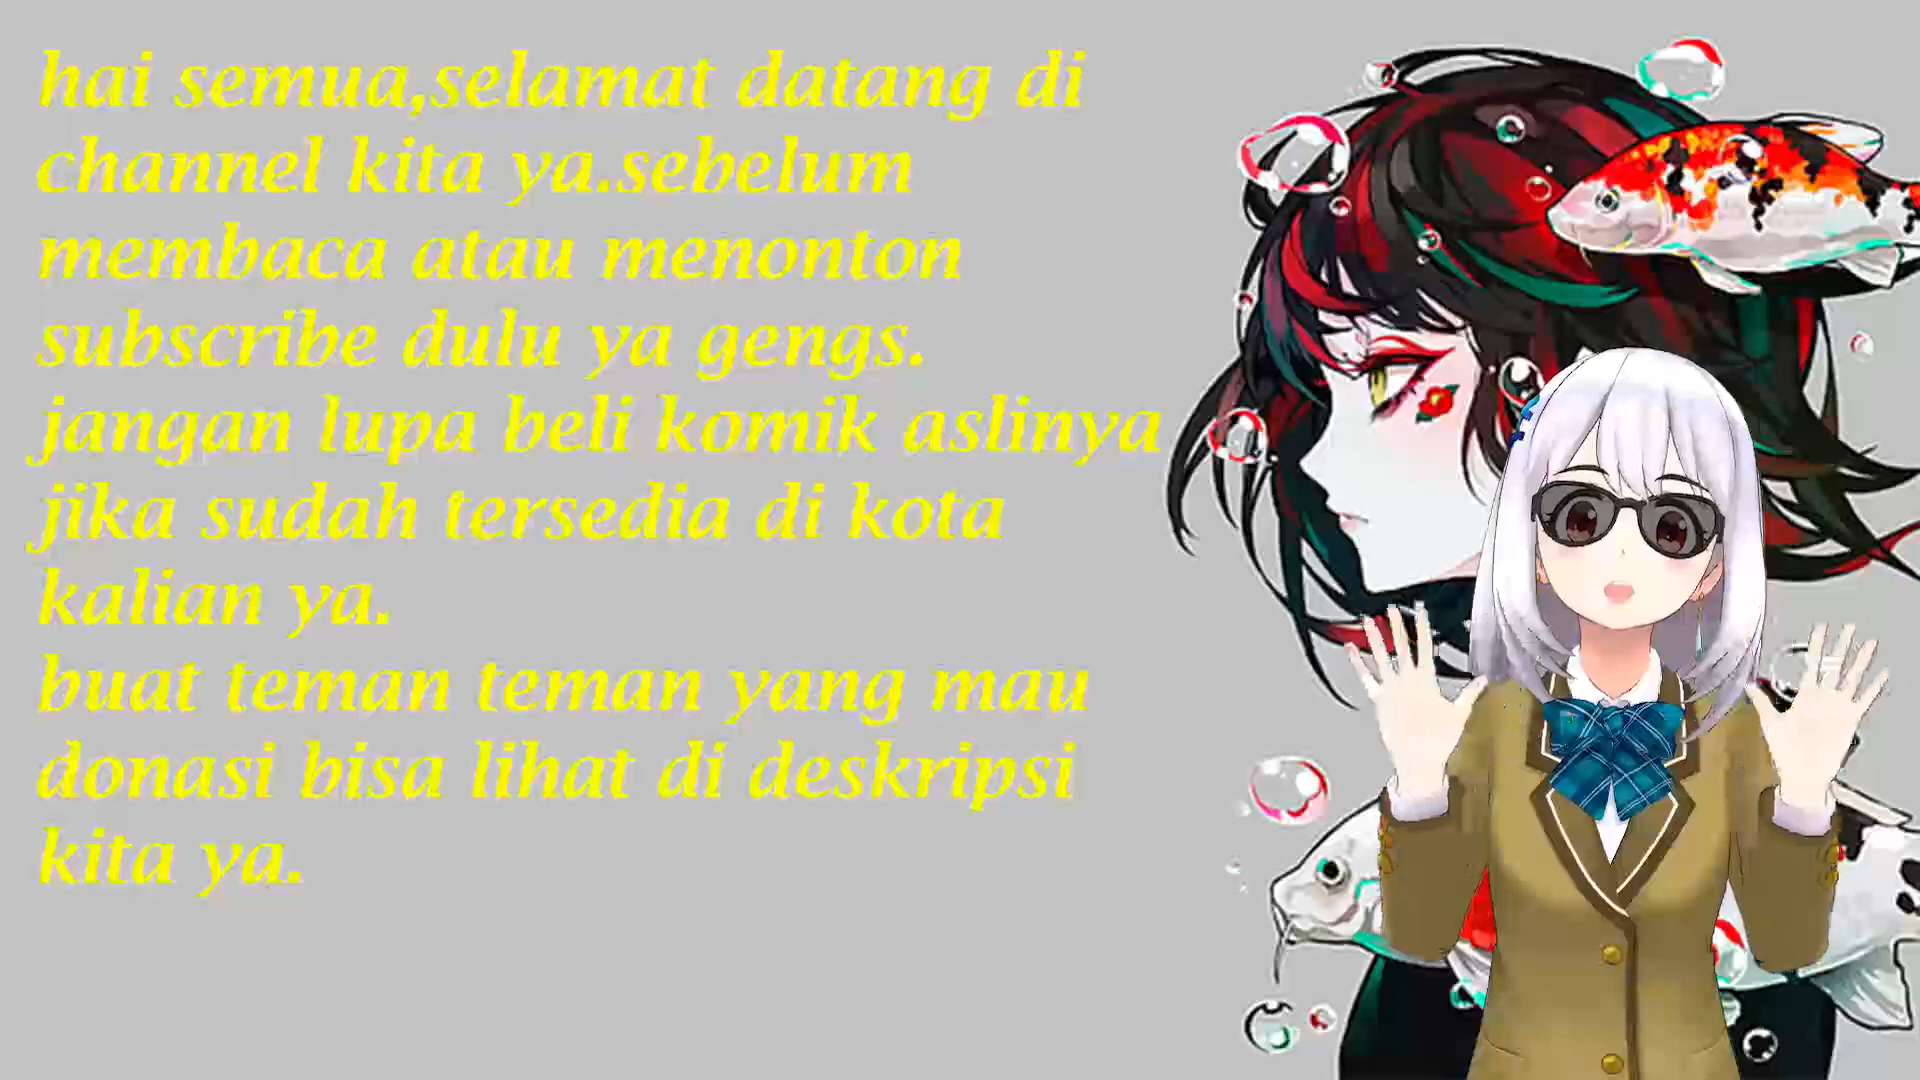 hai semua,selamat datang di
channel kita ya.sebelum
membaca atau menonton
subscribe dulu ya gengs.
jangan lupa beli komik aslinya
jika sudah tersedia di kota
kalian ya.
buat teman teman yang mau
donasi bisa lihat di deskripsi
kita ya.